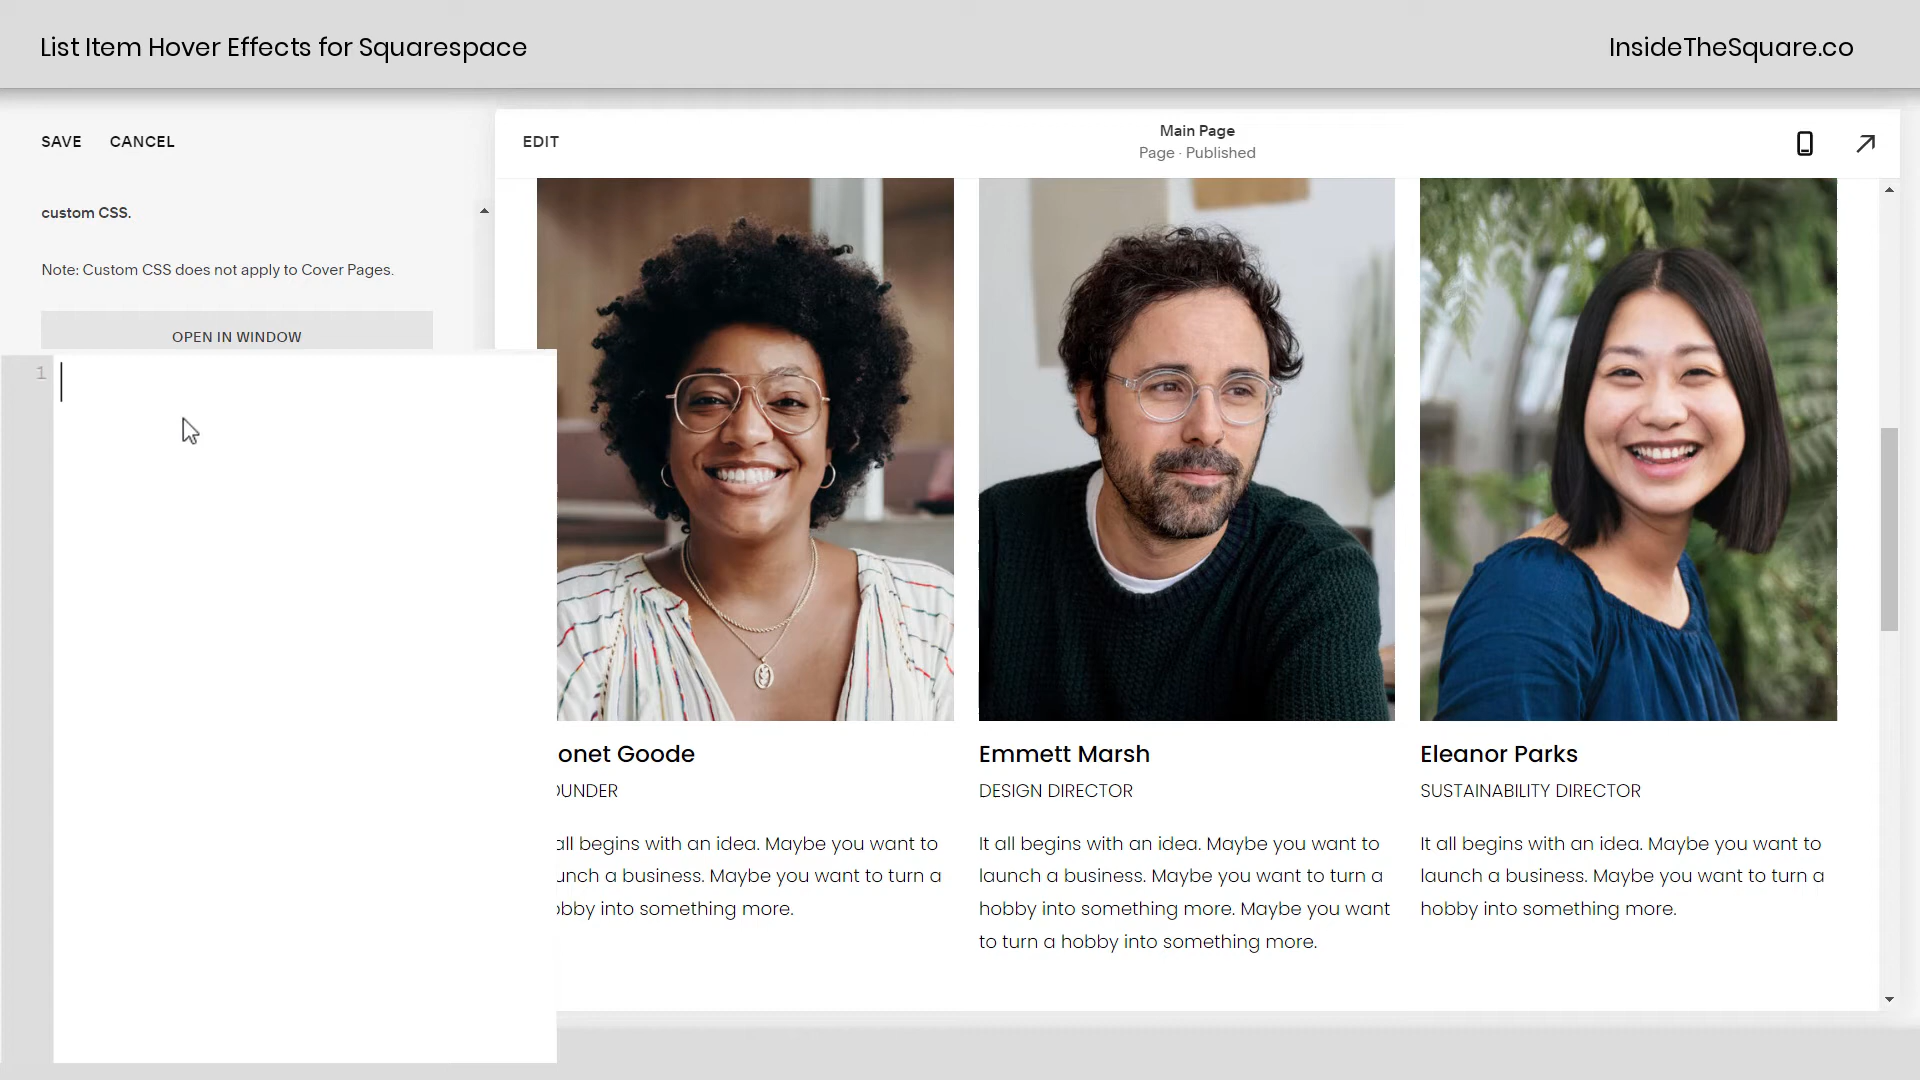 List Item Hover Effects for Squarespace
InsideTheSquare.co
SAVE CANCEL
custom CSS.
Note: Custom CSS does not apply to Cover Pages.
OPEN IN WINDOW
1
EDIT
Main Page
Page · Published
onet Goode
OUNDER
all begins with an idea. Maybe you want to
unch a business. Maybe you want to turn a
obby into something more.
Emmett Marsh
DESIGN DIRECTOR
It all begins with an idea. Maybe you want to
launch a business. Maybe you want to turn a
hobby into something more. Maybe you want
to turn a hobby into something more.
Eleanor Parks
SUSTAINABILITY DIRECTOR
It all begins with an idea. Maybe you want to
launch a business. Maybe you want to turn a
hobby into something more.